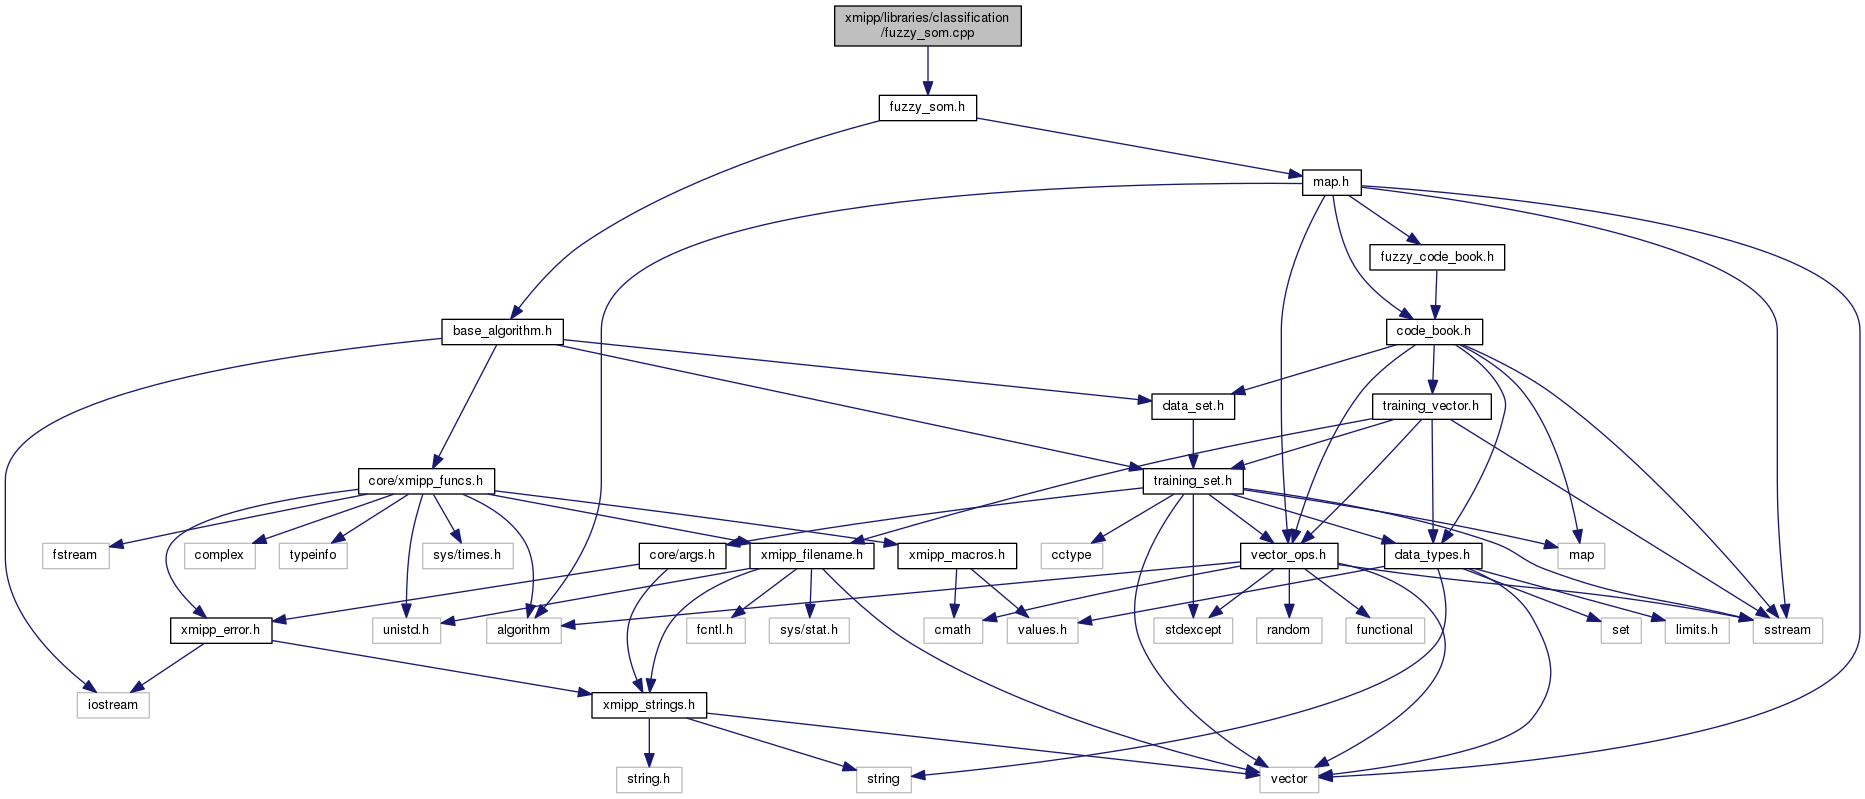 xmipp/libraries/classification
/fuzzy_som.cpp
fuzzy_som.h
map.h
fuzzy_code_book.h
base_algorithm.h
code_book.h
data_set.h
training_vector.h
core/xmipp_funcs.h
training_set.h
fstream
complex
typeinfo
sys/times.h
core/args.h
xmipp_filename.h
xmipp_macros.h
cctype
vector_ops.h
data_types.h
map
xmipp_error.h
unistd.h
algorithm
fcntl.h
sys/stat.h
cmath
values.h
stdexcept
random
functional
set
limits.h
sstream
iostream
xmipp_strings.h
string.h
string
vector